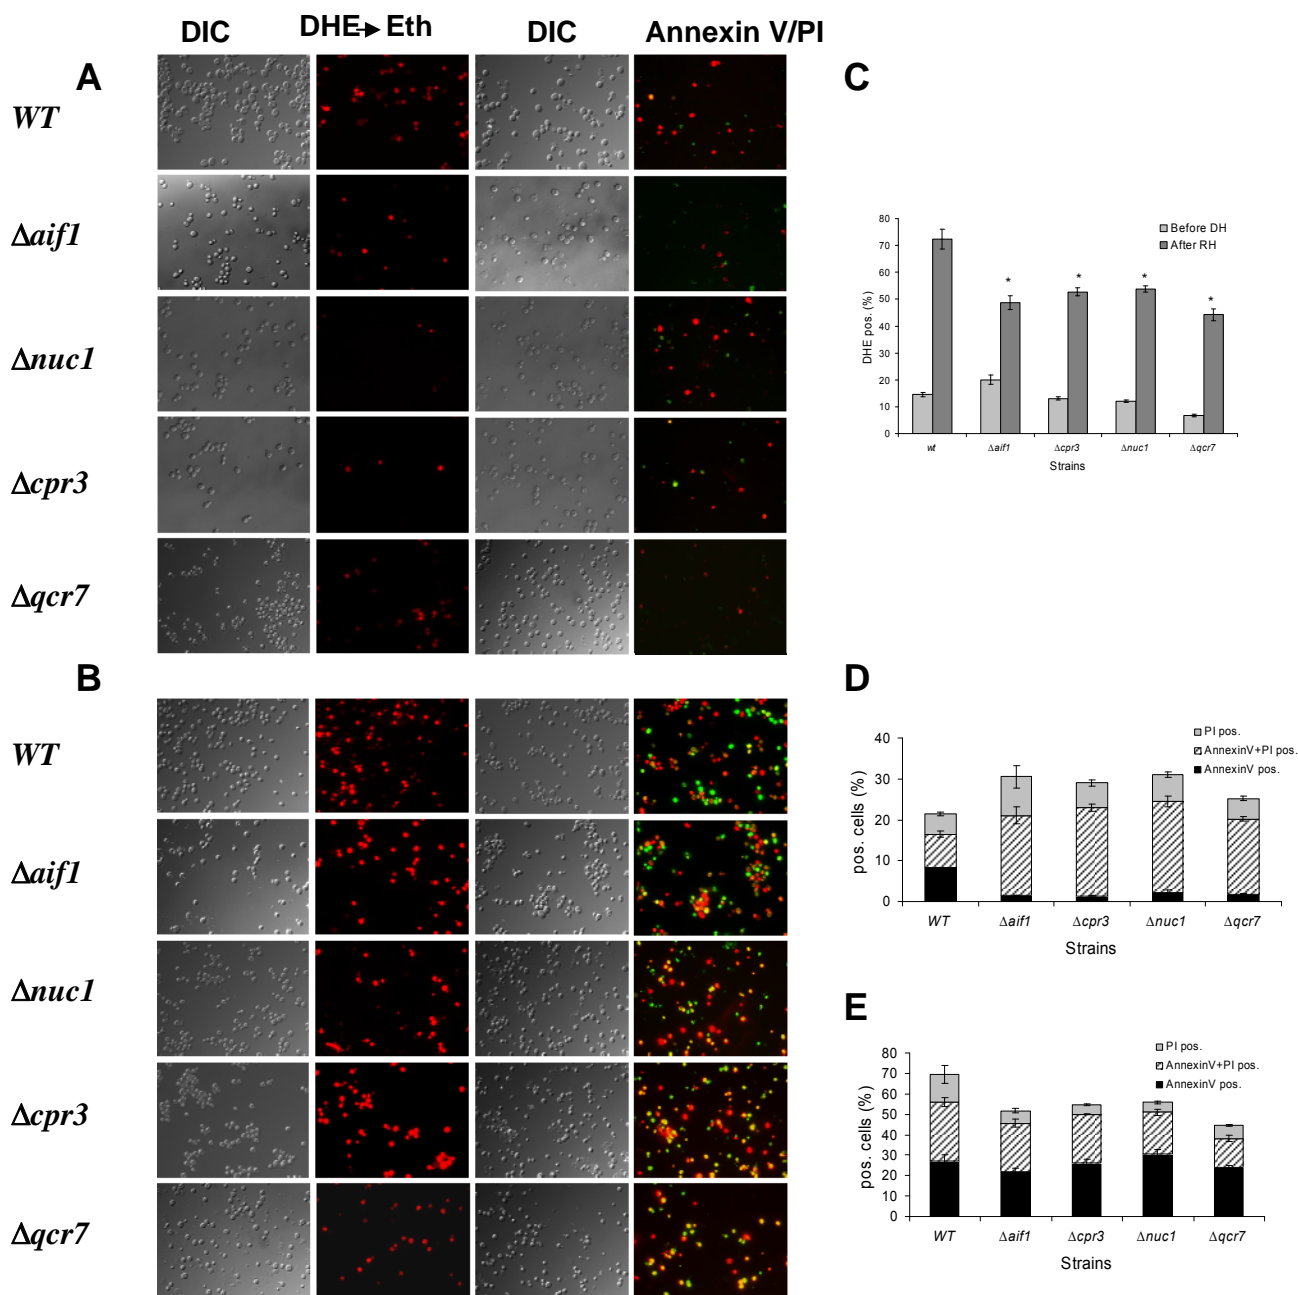 DIC DHE→Eth DIC Annexin V/PI
A
WT
Δaif1
Δnuc1
Δcpr3
Δqcr7
B
WT
Δaif1
Δnuc1
Δcpr3
Δqcr7
C
80
70
60
50
40
30
20
10
0
DHE pos. (%)
Before DH
After RH
* * * *
wt Δaif1 Δcpr3 Δnuc1 Δqcr7
Strains
D
PI pos.
AnnexinV+PI pos.
AnnexinV pos.
40
30
20
10
0
pos. cells (%)
WT Δaif1 Δcpr3 Δnuc1 Δqcr7
Strains
E
PI pos.
AnnexinV+PI pos.
AnnexinV pos.
80
70
60
50
40
30
20
10
0
pos. cells (%)
WT Δaif1 Δcpr3 Δnuc1 Δqcr7
Strains